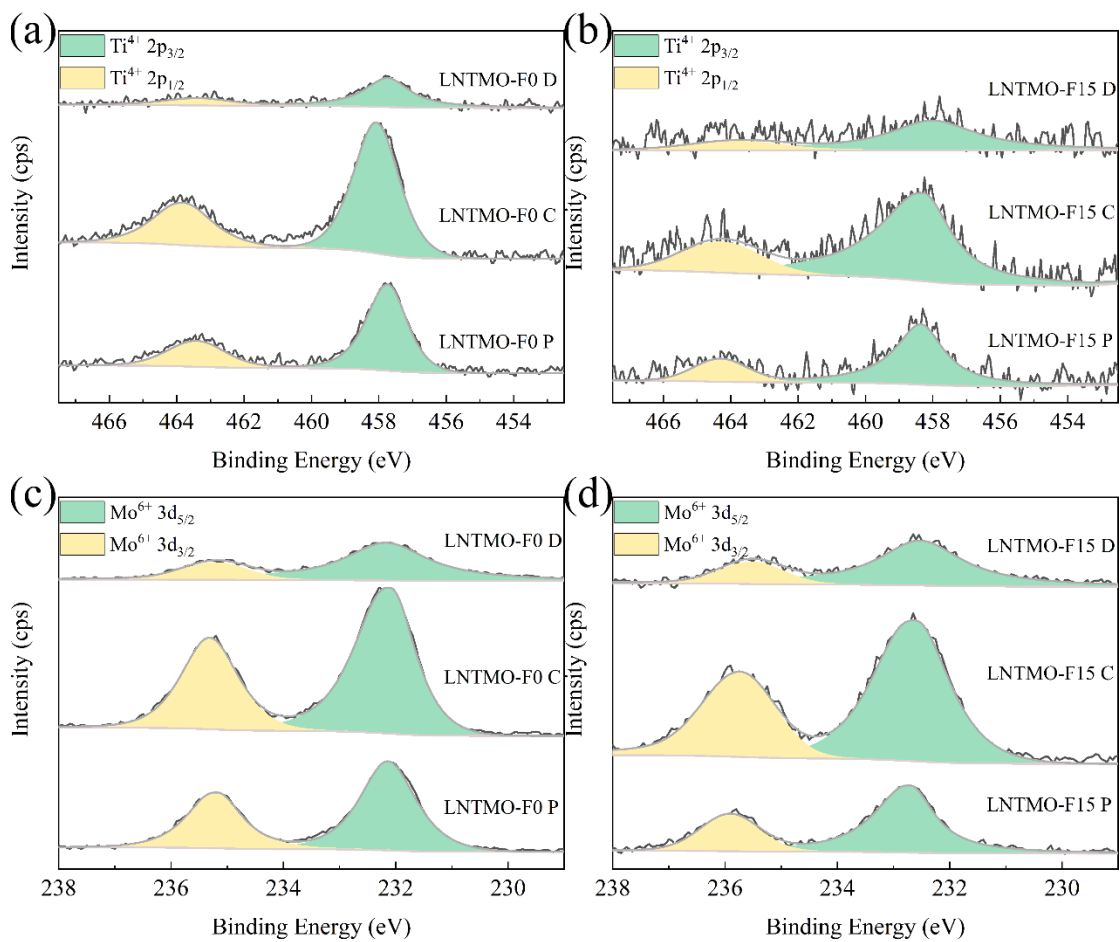 (a)
Ti⁴⁺ 2p₃/₂
Ti⁴⁺ 2p₁/₂
LNTMO-F0 D
LNTMO-F0 C
LNTMO-F0 P
Intensity (cps)
466 464 462 460 458 456 454
Binding Energy (eV)
(b)
Ti⁴⁺ 2p₃/₂
Ti⁴⁺ 2p₁/₂
LNTMO-F15 D
LNTMO-F15 C
LNTMO-F15 P
Intensity (cps)
466 464 462 460 458 456 454
Binding Energy (eV)
(c)
Mo⁶⁺ 3d₅/₂
Mo⁶⁺ 3d₃/₂
LNTMO-F0 D
LNTMO-F0 C
LNTMO-F0 P
Intensity (cps)
238 236 234 232 230
Binding Energy (eV)
(d)
Mo⁶⁺ 3d₅/₂
Mo⁶⁺ 3d₃/₂
LNTMO-F15 D
LNTMO-F15 C
LNTMO-F15 P
Intensity (cps)
238 236 234 232 230
Binding Energy (eV)